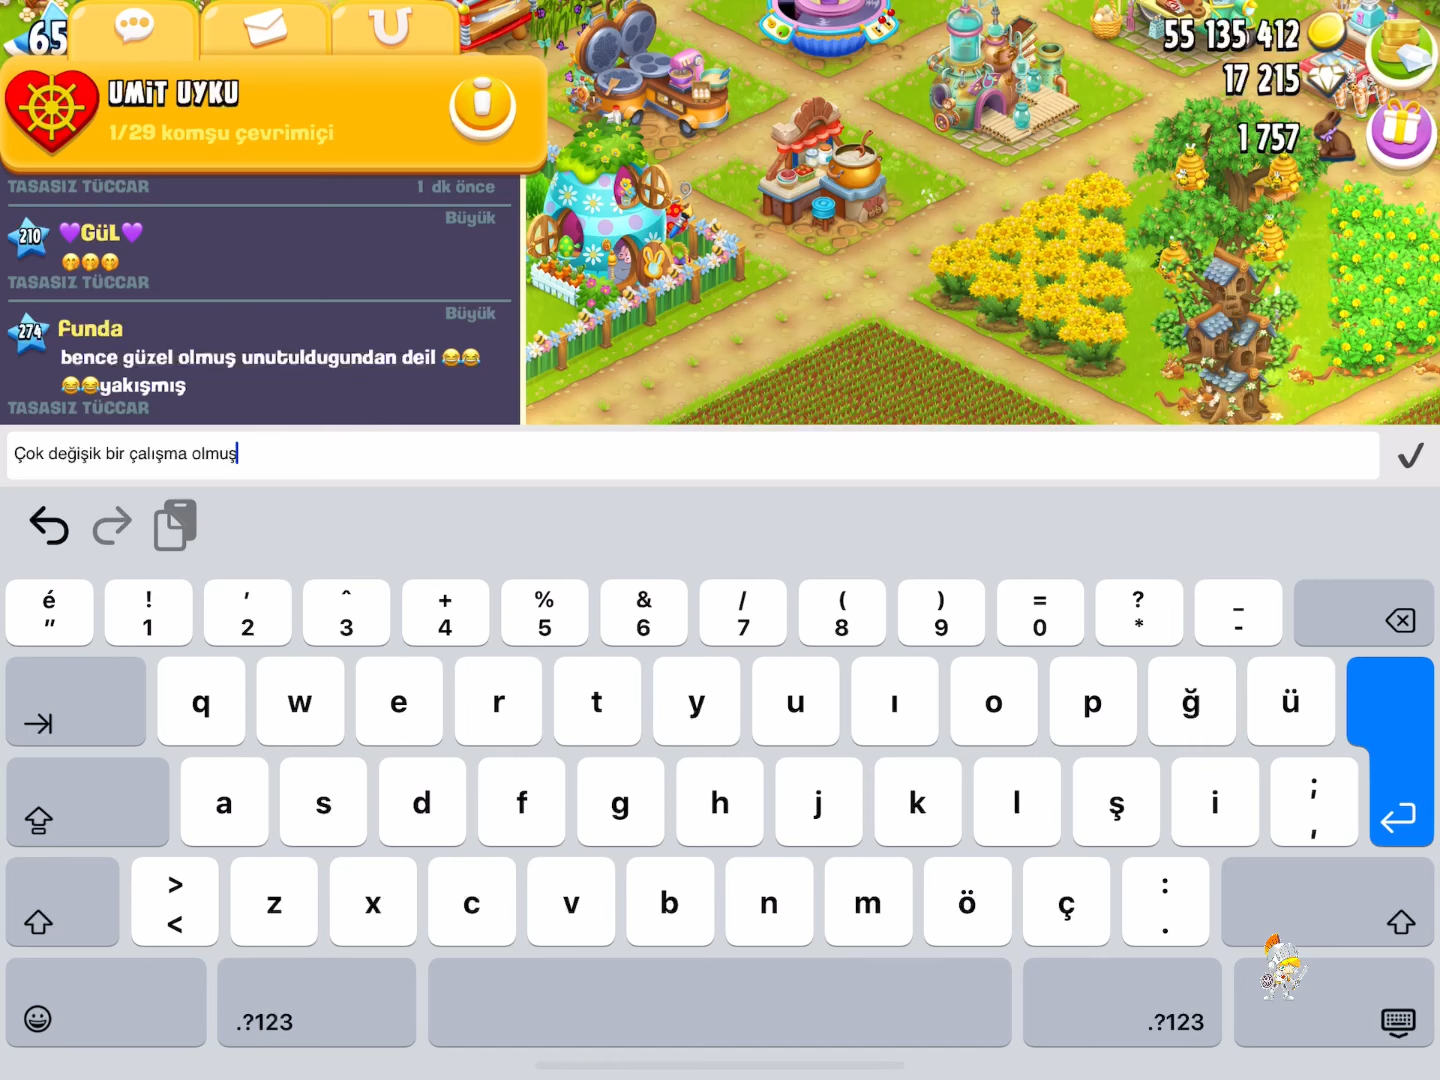 65
UMİT UYKU
1/29 komşu çevrimiçi
55 135 412
17 215
1 757
TASASIZ TÜCCAR
1 dk önce
Büyük
210
💜GüL💜
🤭🤭🤭
TASASIZ TÜCCAR
Büyük
274
Funda
bence güzel olmuş unutuldugundan deil 😂😂
😂😂yakışmış
TASASIZ TÜCCAR
Çok değişik bir çalışma olmuş
é ! ' ^ + % & / ( ) = ? _
" 1 2 3 4 5 6 7 8 9 0 * -
q w e r t y u ı o p ğ ü
a s d f g h j k l ş i ; ,
> < z x c v b n m ö ç : .
.?123 .?123